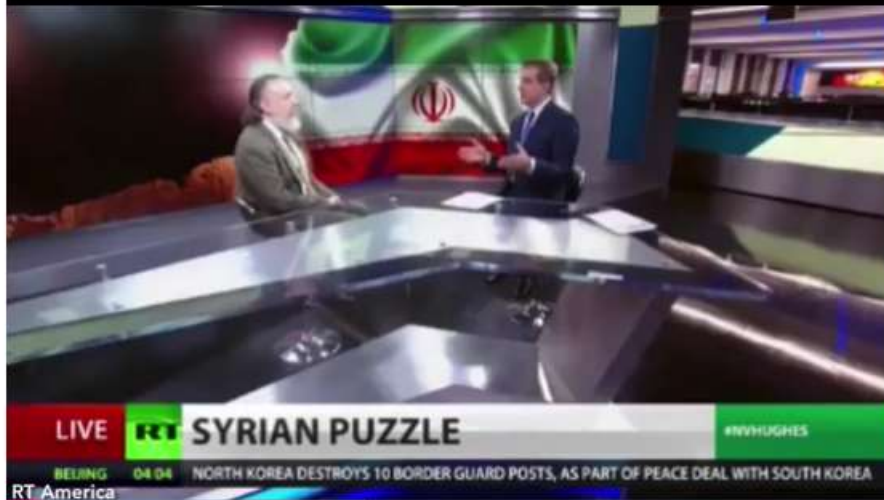 LIVE RT SYRIAN PUZZLE #NVHUGHES
BEIJING 04:04 NORTH KOREA DESTROYS 10 BORDER GUARD POSTS, AS PART OF PEACE DEAL WITH SOUTH KOREA
RT America